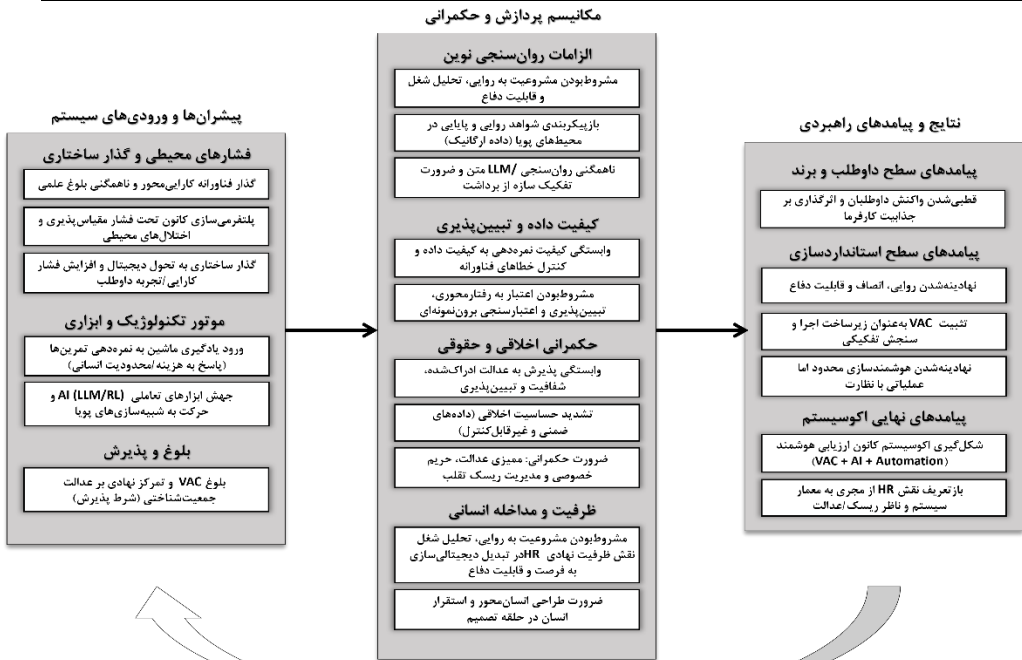 مکانیسم پردازش و حکمرانی
پیشران‌ها و ورودی‌های سیستم
فشارهای محیطی و گذار ساختاری
گذار فناورانه کارایی‌محور و ناهمگنی بلوغ علمی
پلتفرمی‌سازی کانون تحت فشار مقیاس‌پذیری و
اختلال‌های محیطی
گذار ساختاری به تحول دیجیتال و افزایش فشار
کارایی/تجربه داوطلب
موتور تکنولوژیک و ابزاری
ورود یادگیری ماشین به نمره‌دهی تمرین‌ها
(پاسخ به هزینه/محدودیت انسانی)
جهش ابزارهای تعاملی AI (LLM/RL) و
حرکت به شبیه‌سازی‌های پویا
بلوغ و پذیرش
بلوغ VAC و تمرکز نهادی بر عدالت
جمعیت‌شناختی (شرط پذیرش)
الزامات روان‌سنجی نوین
مشروط‌بودن مشروعیت به روایی، تحلیل شغل
و قابلیت دفاع
بازپیکربندی شواهد روایی و پایایی در
محیط‌های پویا (داده ارگانیک)
ناهمگنی روان‌سنجی /LLM متن و ضرورت
تفکیک سازه از برداشت
کیفیت داده و تبیین‌پذیری
وابستگی کیفیت نمره‌دهی به کیفیت داده و
کنترل خطاهای فناورانه
مشروط‌بودن اعتبار به رفتارمحوری،
تبیین‌پذیری و اعتبارسنجی برون‌نمونه‌ای
حکمرانی اخلاقی و حقوقی
وابستگی پذیرش به عدالت ادراک‌شده،
شفافیت و تبیین‌پذیری
تشدید حساسیت اخلاقی (داده‌های
ضمنی و غیرقابل‌کنترل)
ضرورت حکمرانی: ممیزی عدالت، حریم
خصوصی و مدیریت ریسک تقلب
ظرفیت و مداخله انسانی
مشروط‌بودن مشروعیت به روایی، تحلیل شغل
نقش ظرفیت نهادی HRدر تبدیل دیجیتالی‌سازی
به فرصت و قابلیت دفاع
ضرورت طراحی انسان‌محور و استقرار
انسان در حلقه تصمیم
نتایج و پیامدهای راهبردی
پیامدهای سطح داوطلب و برند
قطبی‌شدن واکنش داوطلبان و اثرگذاری بر
جذابیت کارفرما
پیامدهای سطح استانداردسازی
نهادینه‌شدن روایی، انصاف و قابلیت دفاع
تثبیت VAC به‌عنوان زیرساخت اجرا و
سنجش تفکیکی
نهادینه‌شدن هوشمندسازی محدود اما
عملیاتی با نظارت
پیامدهای نهایی اکوسیستم
شکل‌گیری اکوسیستم کانون ارزیابی هوشمند
(VAC + AI + Automation)
بازتعریف نقش HR از مجری به معمار
سیستم و ناظر ریسک/عدالت